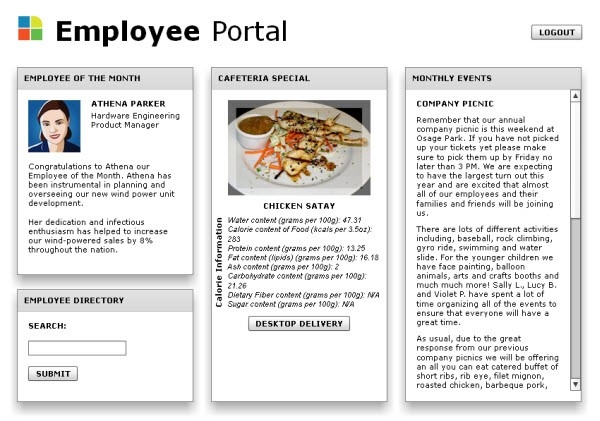 Employee Portal
LOGOUT
EMPLOYEE OF THE MONTH
ATHENA PARKER
Hardware Engineering
Product Manager
Congratulations to Athena our
Employee of the Month. Athena has
been instrumental in planning and
overseeing our new wind power unit
development.
Her dedication and infectious
enthusiasm has helped to increase
our wind-powered sales by 8%
throughout the nation.
EMPLOYEE DIRECTORY
SEARCH:
SUBMIT
CAFETERIA SPECIAL
CHICKEN SATAY
Calorie Information
Water content (grams per 100g): 47.31
Calorie content of Food (kcals per 3.5oz):
283
Protein content (grams per 100g): 13.25
Fat content (lipids) (grams per 100g): 16.18
Ash content (grams per 100g): 2
Carbohydrate content (grams per 100g):
21.26
Dietary Fiber content (grams per 100g): N/A
Sugar content (grams per 100g): N/A
DESKTOP DELIVERY
MONTHLY EVENTS
COMPANY PICNIC
Remember that our annual
company picnic is this weekend at
Osage Park. If you have not picked
up your tickets yet please make
sure to pick them up by Friday no
later than 3 PM. We are expecting
to have the largest turn out this
year and are excited that almost
all of our employees and their
families and friends will be joining
us.
There are lots of different activities
including, baseball, rock climbing,
gyro ride, swimming and water
slide. For the younger children we
have face painting, balloon
animals, arts and crafts booths and
much much more! Sally L., Lucy B.
and Violet P. have spent a lot of
time organizing all of the events to
ensure that everyone will have a
great time.
As usual, due to the great
response from our previous
company picnics we will be offering
an all you can eat catered buffet of
short ribs, rib eye, filet mignon,
roasted chicken, barbeque pork,